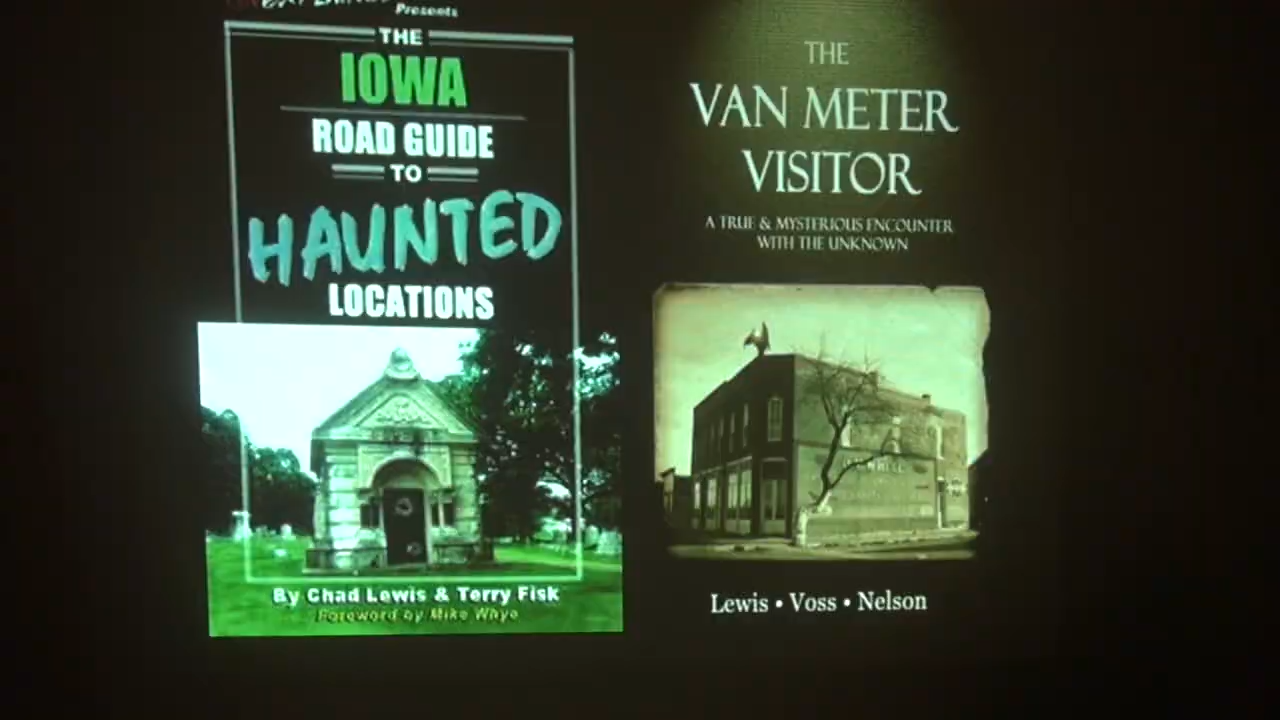 Presents
THE
IOWA
ROAD GUIDE
TO
HAUNTED
LOCATIONS
By Chad Lewis & Terry Fisk
Foreword by Mike Whye
THE
VAN METER
VISITOR
A TRUE & MYSTERIOUS ENCOUNTER
WITH THE UNKNOWN
Lewis • Voss • Nelson